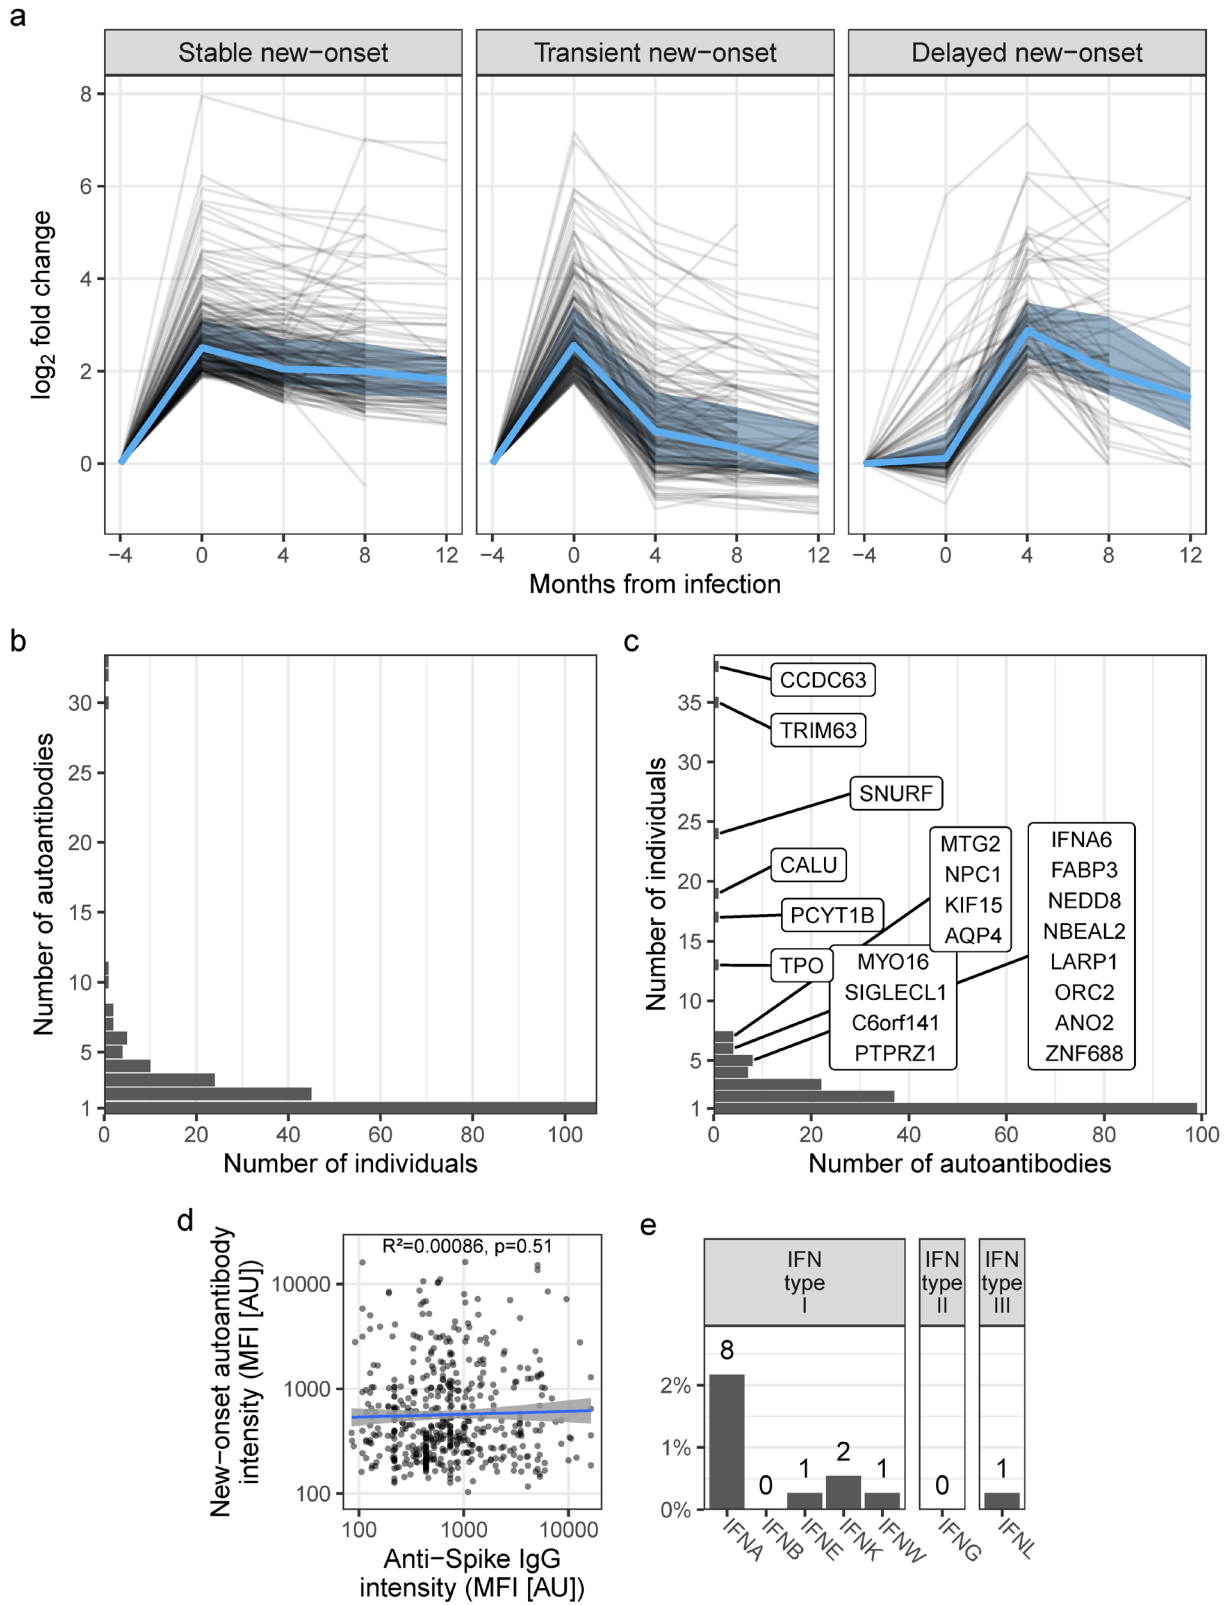 a
Stable new−onset
Transient new−onset
Delayed new−onset
log2 fold change
8
6
4
2
0
−4 0 4 8 12
−4 0 4 8 12
−4 0 4 8 12
Months from infection
b
Number of autoantibodies
30
25
20
15
10
5
1
0 20 40 60 80 100
Number of individuals
c
Number of individuals
35
30
25
20
15
10
5
1
CCDC63
TRIM63
SNURF
CALU
PCYT1B
TPO
MTG2
NPC1
KIF15
AQP4
MYO16
SIGLECL1
C6orf141
PTPRZ1
IFNA6
FABP3
NEDD8
NBEAL2
LARP1
ORC2
ANO2
ZNF688
0 20 40 60 80 100
Number of autoantibodies
d
New−onset autoantibody
intensity (MFI [AU])
R²=0.00086, p=0.51
10000
1000
100
100 1000 10000
Anti−Spike IgG
intensity (MFI [AU])
e
IFN
type
I
IFN
type
II
IFN
type
III
2%
1%
0%
8
0
1
2
1
0
1
IFNA
IFNB
IFNE
IFNK
IFNW
IFNG
IFNL